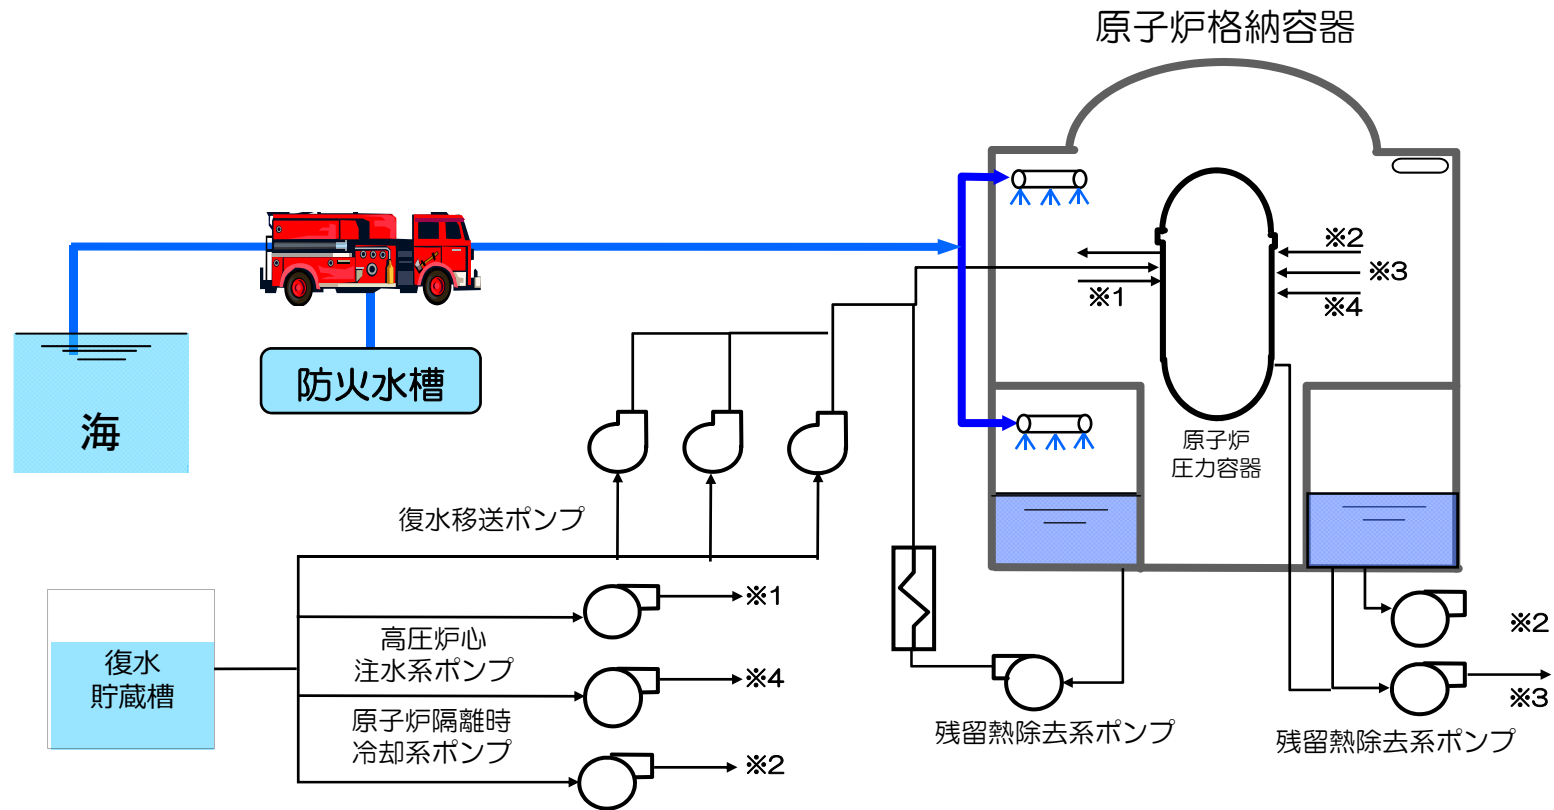 原子炉格納容器
※2
※3
※1
※4
防火水槽
海
原子炉
圧力容器
復水移送ポンプ
※1
高圧炉心
注水系ポンプ
※4
復水
貯蔵槽
原子炉隔離時
冷却系ポンプ
※2
残留熱除去系ポンプ
※2
※3
残留熱除去系ポンプ